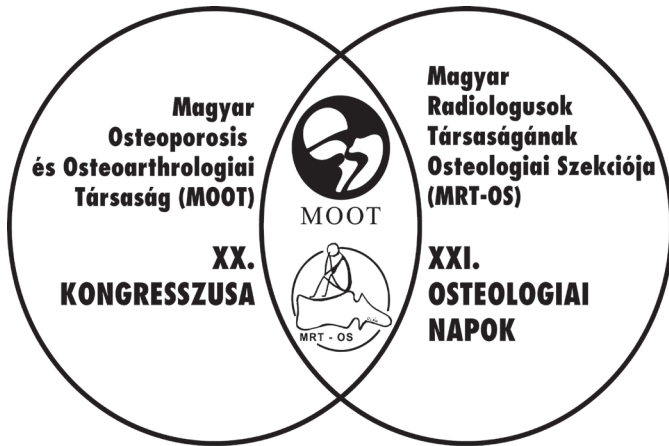 Magyar
Osteoporosis
és Osteoarthrologiai
Társaság (MOOT)
XX.
KONGRESSZUSA
MOOT
MRT - OS
Magyar
Radiologusok
Társaságának
Osteologiai Szekciója
(MRT-OS)
XXI.
OSTEOLOGIAI
NAPOK